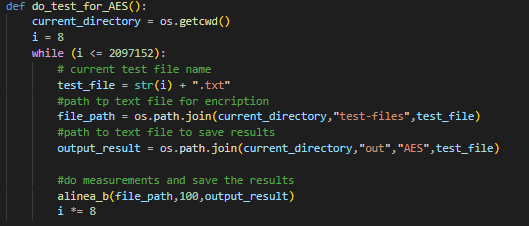 def do_test_for_AES():
    current_directory = os.getcwd()
    i = 8
    while (i <= 2097152):
        # current test file name
        test_file = str(i) + ".txt"
        #path tp text file for encription
        file_path = os.path.join(current_directory,"test-files",test_file)
        #path to text file to save results
        output_result = os.path.join(current_directory,"out","AES",test_file)

        #do measurements and save the results
        alinea_b(file_path,100,output_result)
        i *= 8